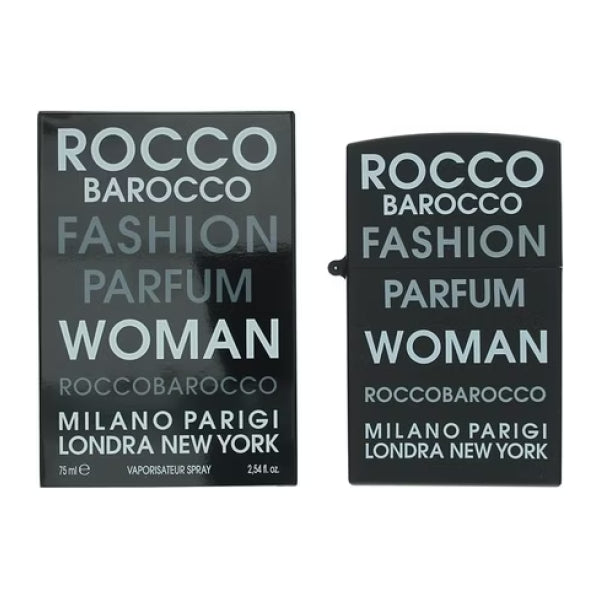 ROCCO
BAROCCO
FASHION
PARFUM
WOMAN
ROCCOBAROCCO
MILANO PARIGI
LONDRA NEW YORK
75 ml ℮ VAPORISATEUR SPRAY 2,54 fl. oz.
ROCCO
BAROCCO
FASHION
PARFUM
WOMAN
ROCCOBAROCCO
MILANO PARIGI
LONDRA NEW YORK